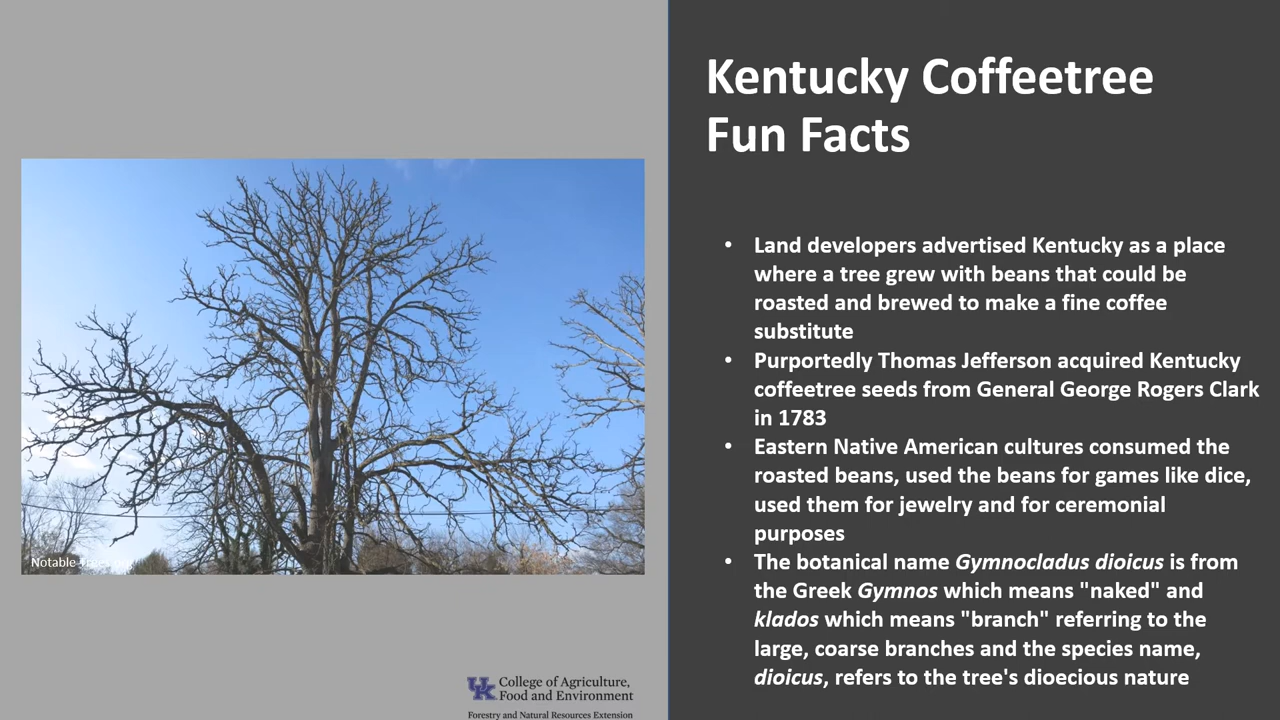 Kentucky Coffeetree
Fun Facts
• Land developers advertised Kentucky as a place
where a tree grew with beans that could be
roasted and brewed to make a fine coffee
substitute
• Purportedly Thomas Jefferson acquired Kentucky
coffeetree seeds from General George Rogers Clark
in 1783
• Eastern Native American cultures consumed the
roasted beans, used the beans for games like dice,
used them for jewelry and for ceremonial
purposes
• The botanical name Gymnocladus dioicus is from
the Greek Gymnos which means "naked" and
klados which means "branch" referring to the
large, coarse branches and the species name,
dioicus, refers to the tree's dioecious nature
Notable
UK College of Agriculture,
Food and Environment
Forestry and Natural Resources Extension